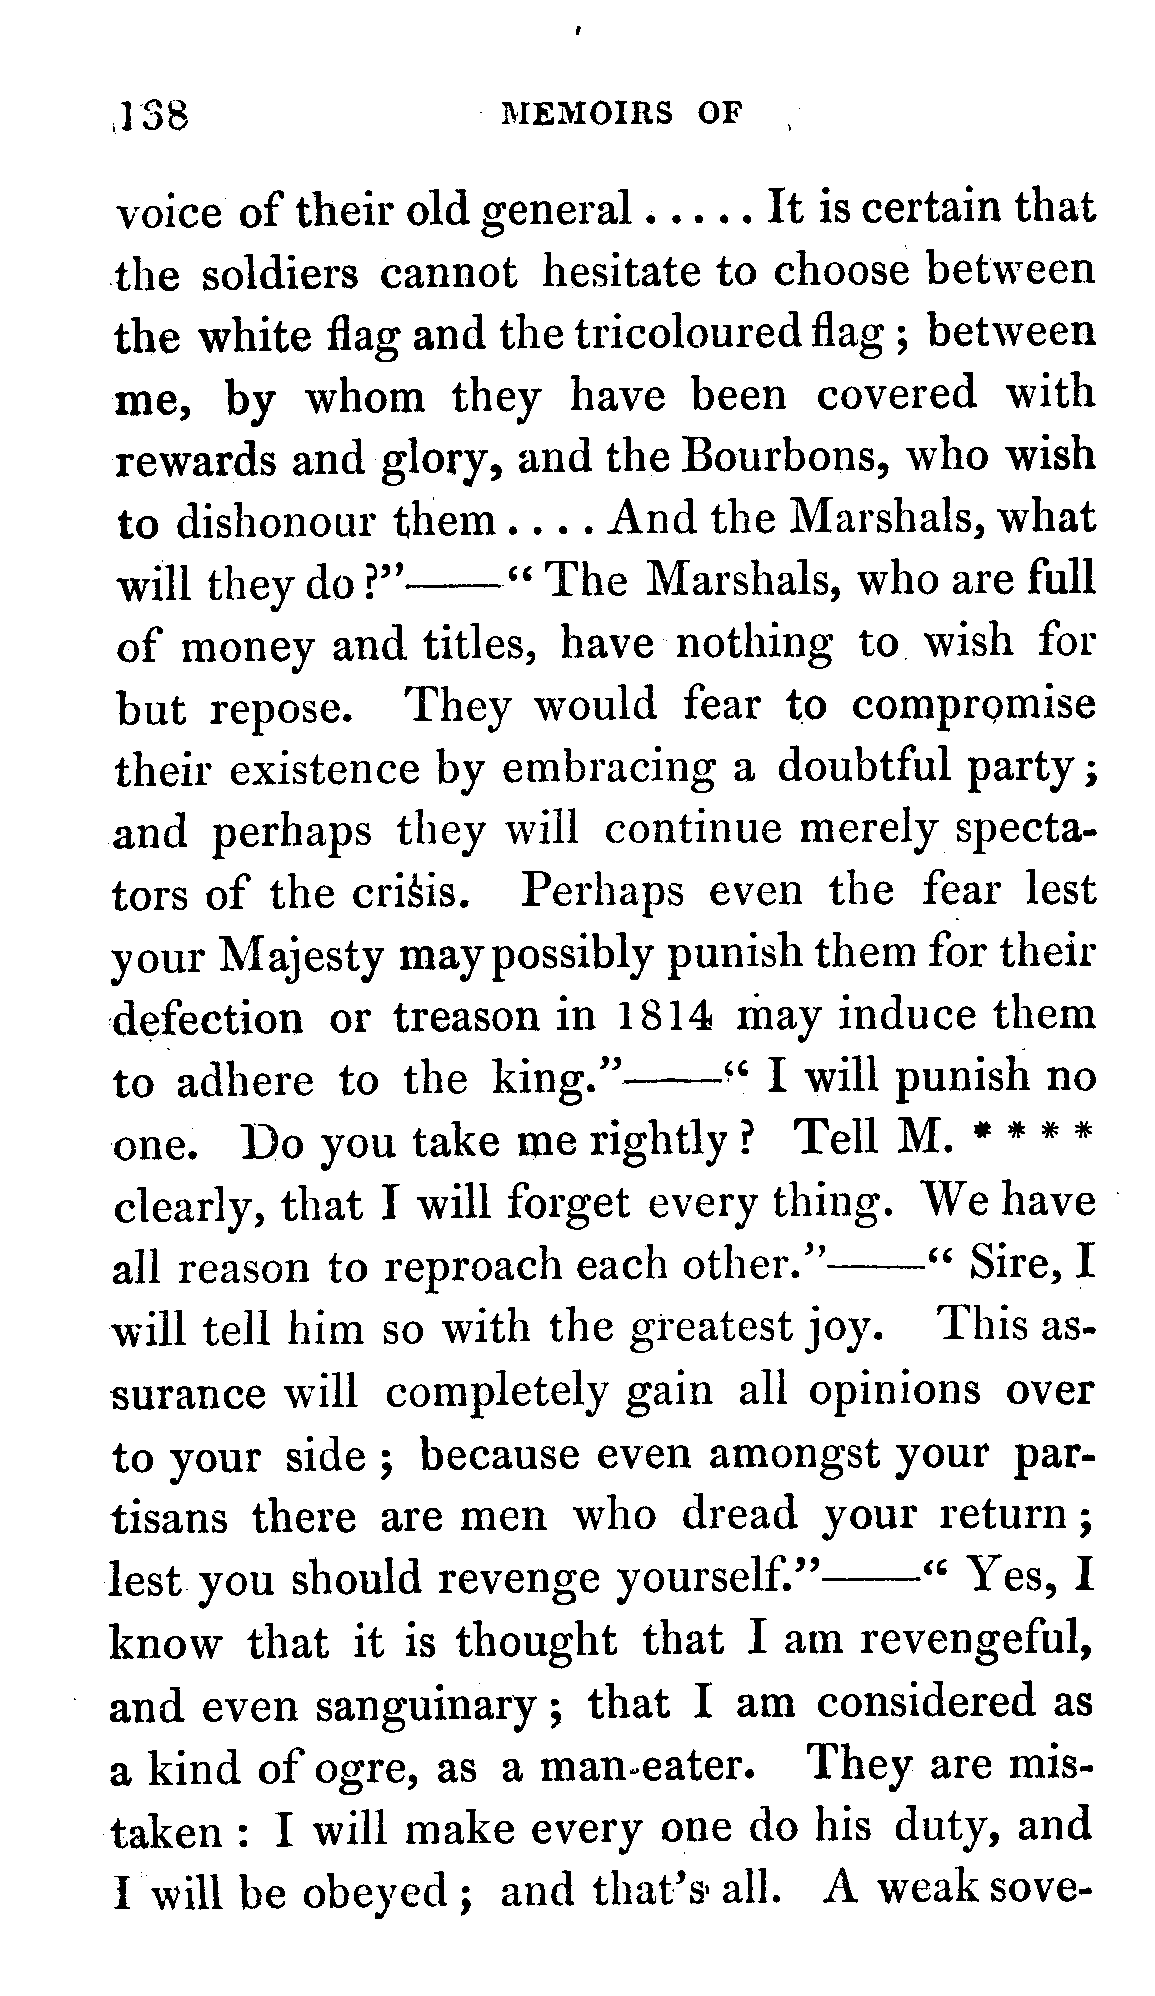 138 MEMOIRS OF
voice of their old general ..... It is certain that
the soldiers cannot hesitate to choose between
the white flag and the tricoloured flag ; between
me, by whom they have been covered with
rewards and glory, and the Bourbons, who wish
to dishonour them .... And the Marshals, what
will they do ?”——“ The Marshals, who are full
of money and titles, have nothing to wish for
but repose. They would fear to compromise
their existence by embracing a doubtful party ;
and perhaps they will continue merely specta-
tors of the crisis. Perhaps even the fear lest
your Majesty may possibly punish them for their
defection or treason in 1814 may induce them
to adhere to the king.”——“ I will punish no
one. Do you take me rightly ? Tell M. * * * *
clearly, that I will forget every thing. We have
all reason to reproach each other.”——“ Sire, I
will tell him so with the greatest joy. This as-
surance will completely gain all opinions over
to your side ; because even amongst your par-
tisans there are men who dread your return ;
lest you should revenge yourself.”——“ Yes, I
know that it is thought that I am revengeful,
and even sanguinary ; that I am considered as
a kind of ogre, as a man-eater. They are mis-
taken : I will make every one do his duty, and
I will be obeyed ; and that's all. A weak sove-